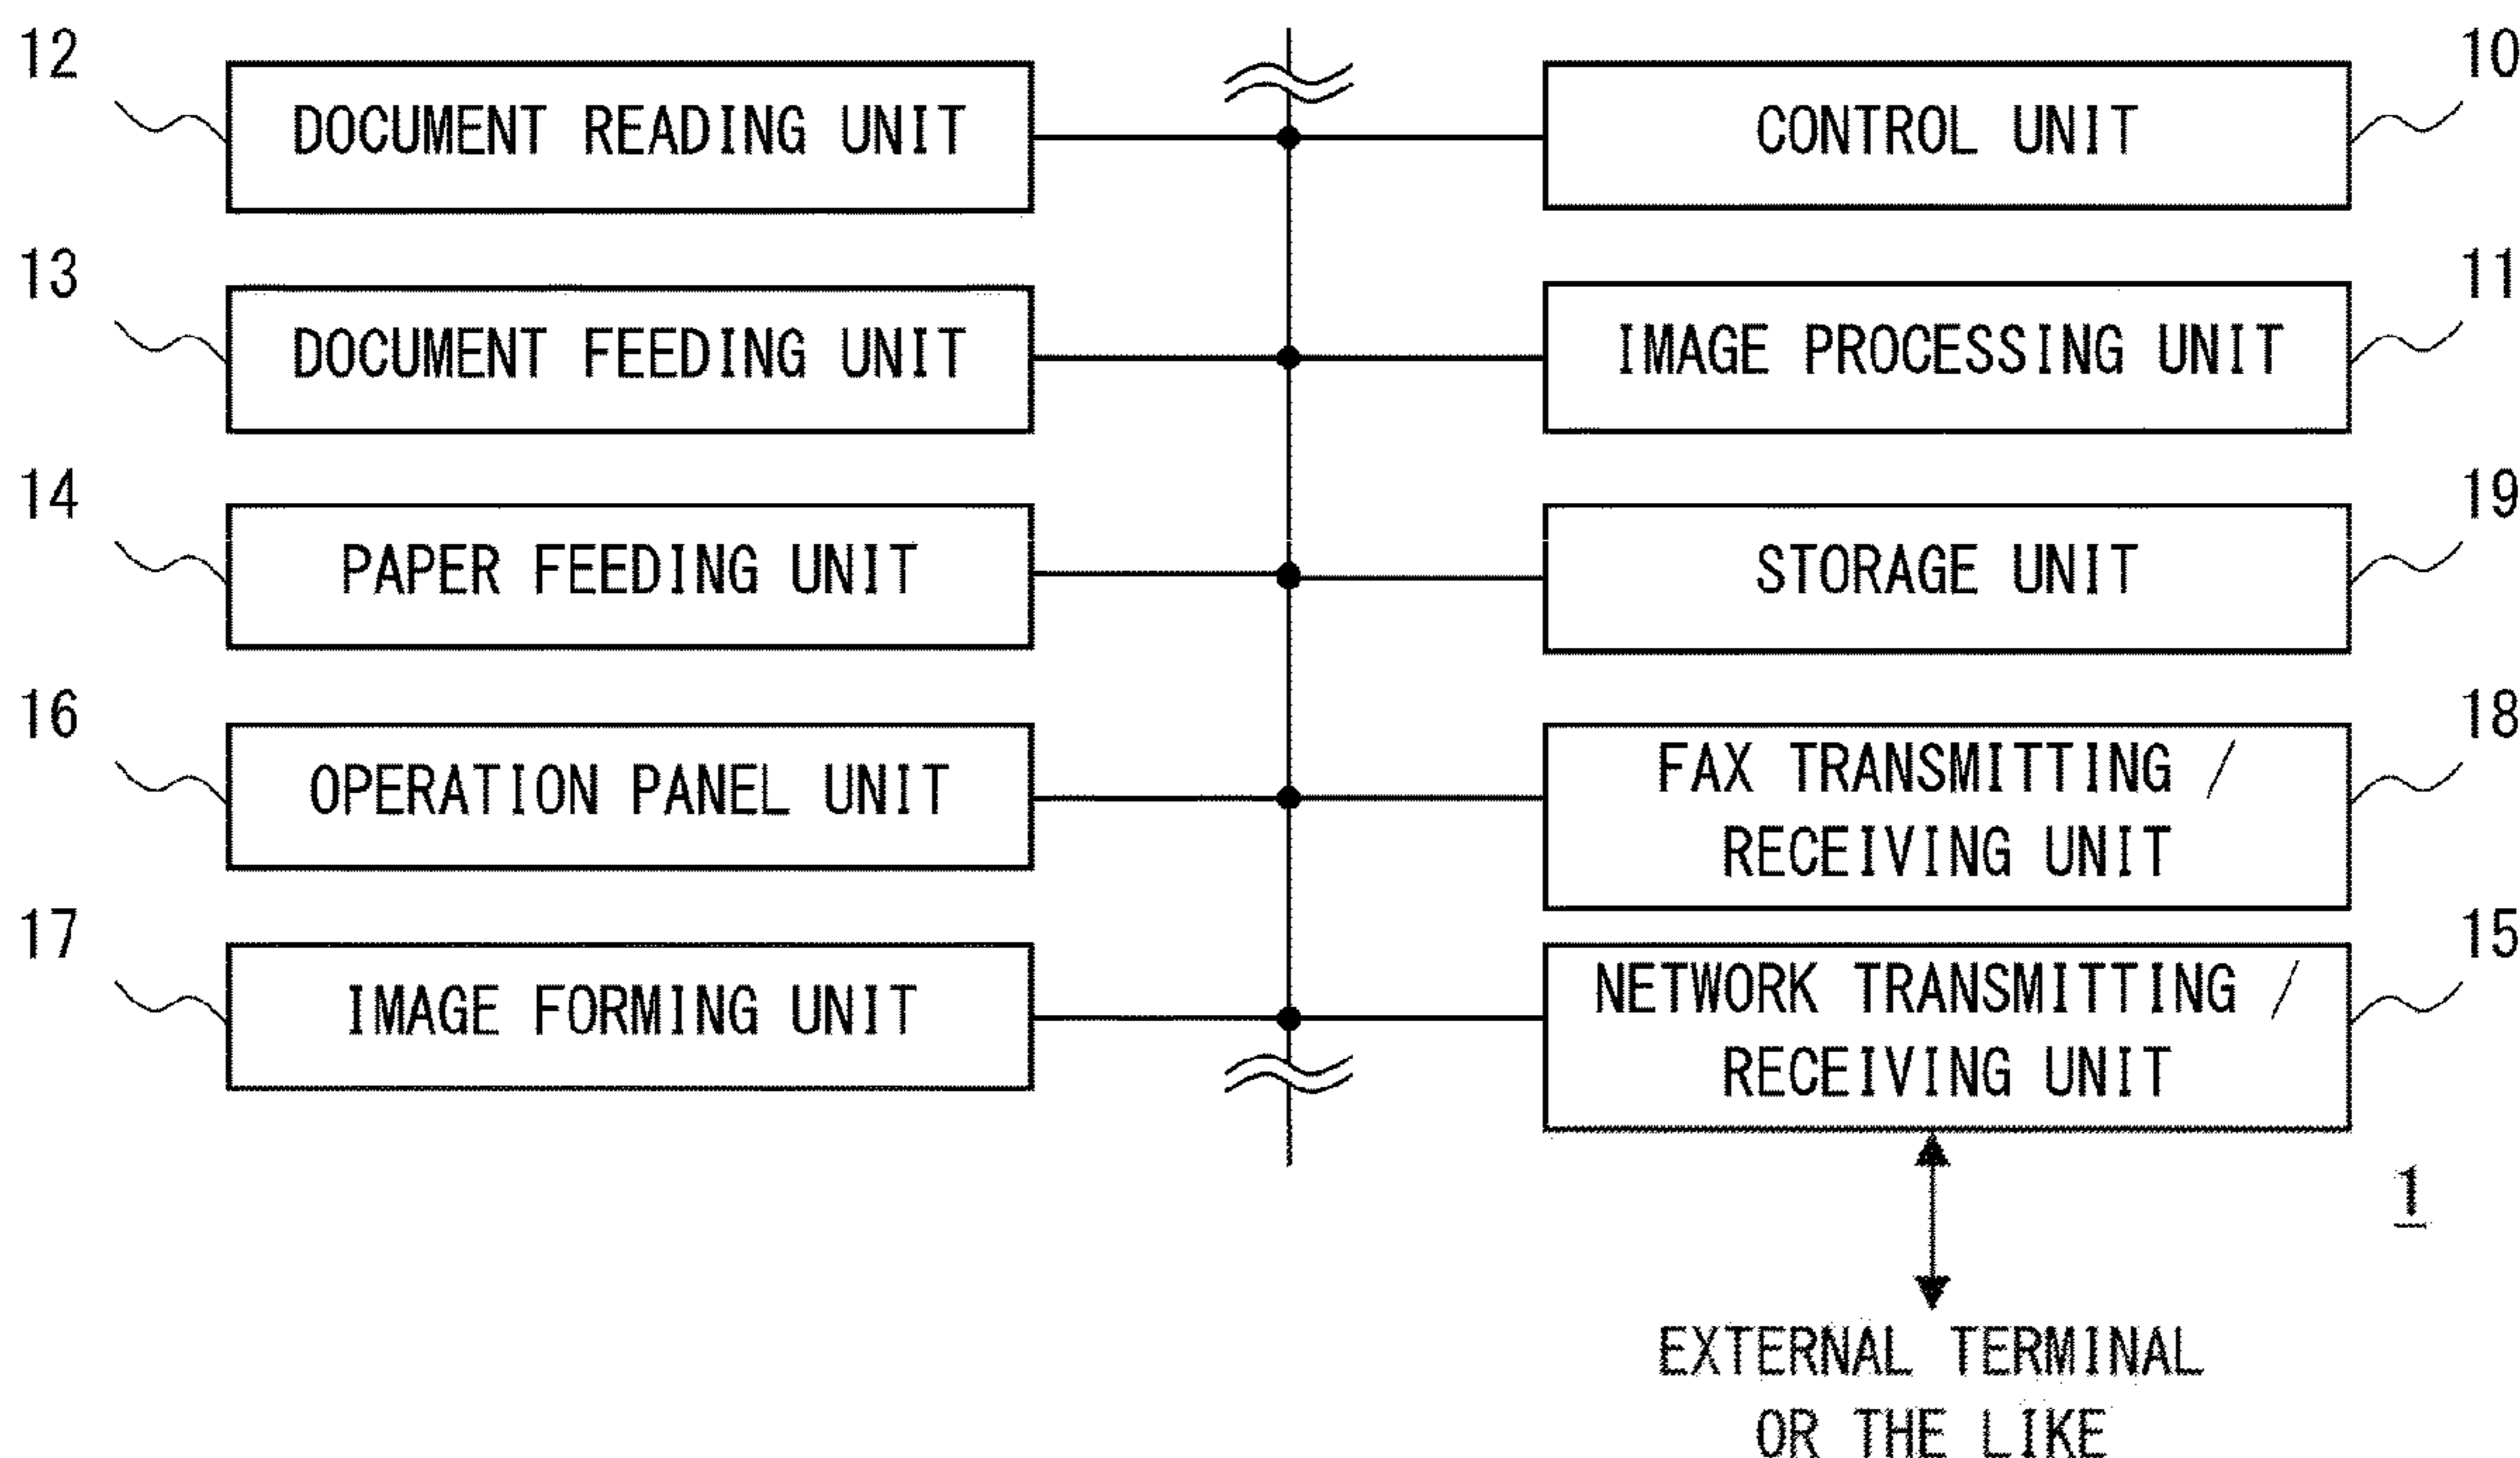 12
DOCUMENT READING UNIT
10
CONTROL UNIT
13
DOCUMENT FEEDING UNIT
11
IMAGE PROCESSING UNIT
14
PAPER FEEDING UNIT
19
STORAGE UNIT
16
OPERATION PANEL UNIT
18
FAX TRANSMITTING /
RECEIVING UNIT
17
IMAGE FORMING UNIT
15
NETWORK TRANSMITTING /
RECEIVING UNIT
1
EXTERNAL TERMINAL
OR THE LIKE